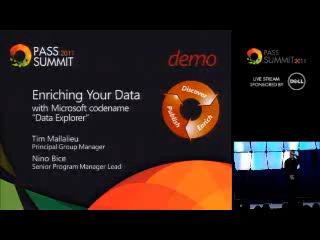 PASS 2011
SUMMIT
demo
Enriching Your Data
with Microsoft codename
"Data Explorer"
Discover
Enrich
Publish
Tim Mallalieu
Principal Group Manager
Nino Bice
Senior Program Manager Lead
PASS
SUMMIT 2011
LIVE STREAM
SPONSORED BY
DELL